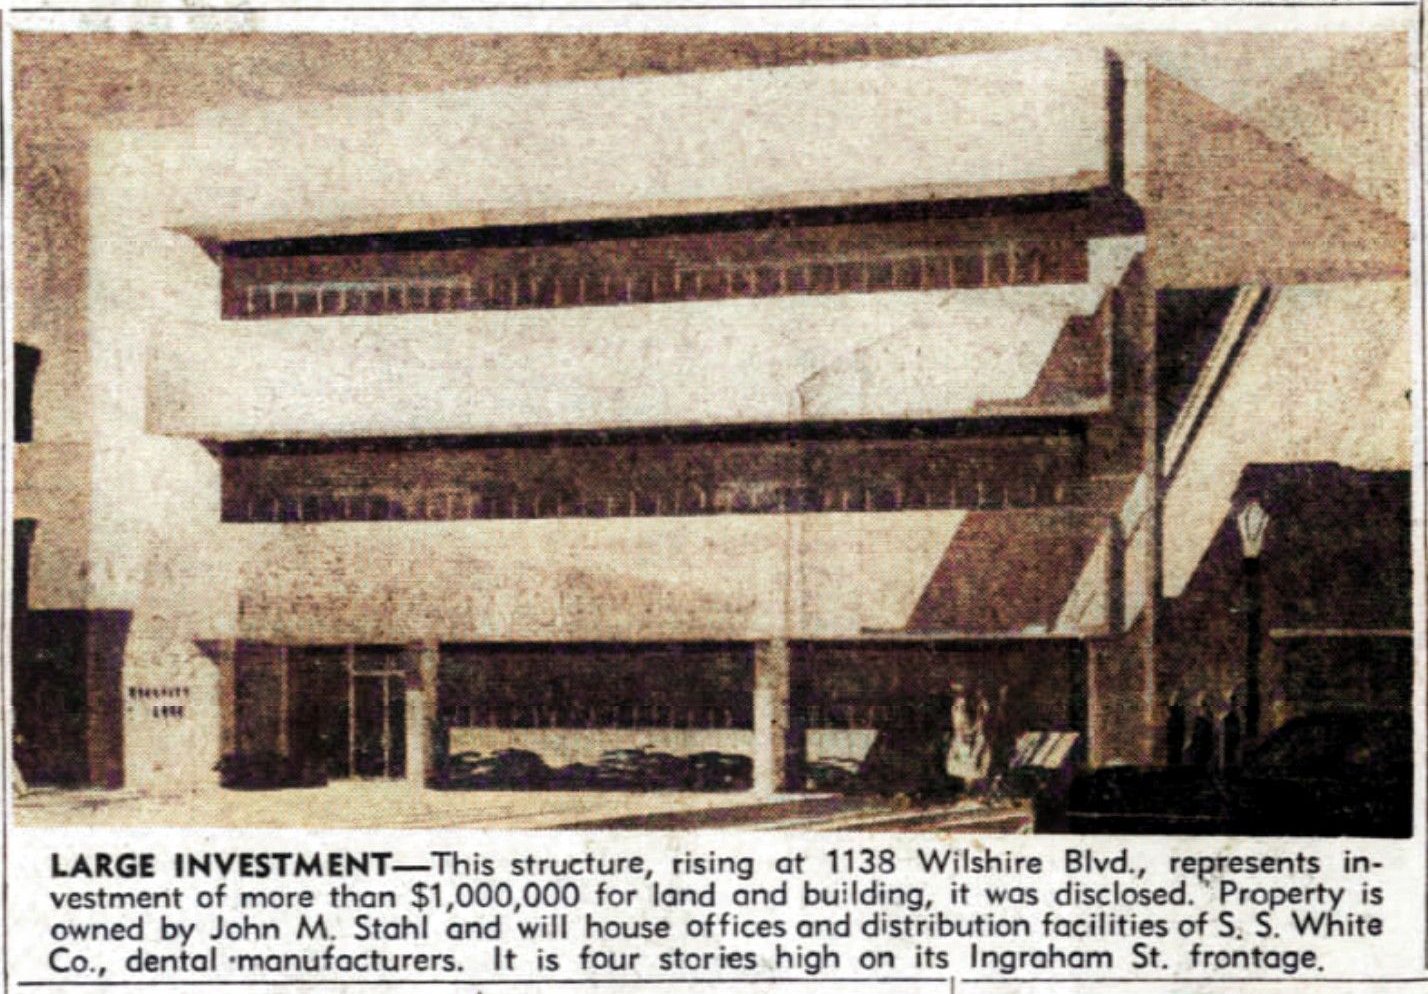 LARGE INVESTMENT—This structure, rising at 1138 Wilshire Blvd., represents in-
vestment of more than $1,000,000 for land and building, it was disclosed. Property is
owned by John M. Stahl and will house offices and distribution facilities of S. S. White
Co., dental manufacturers. It is four stories high on its Ingraham St. frontage.